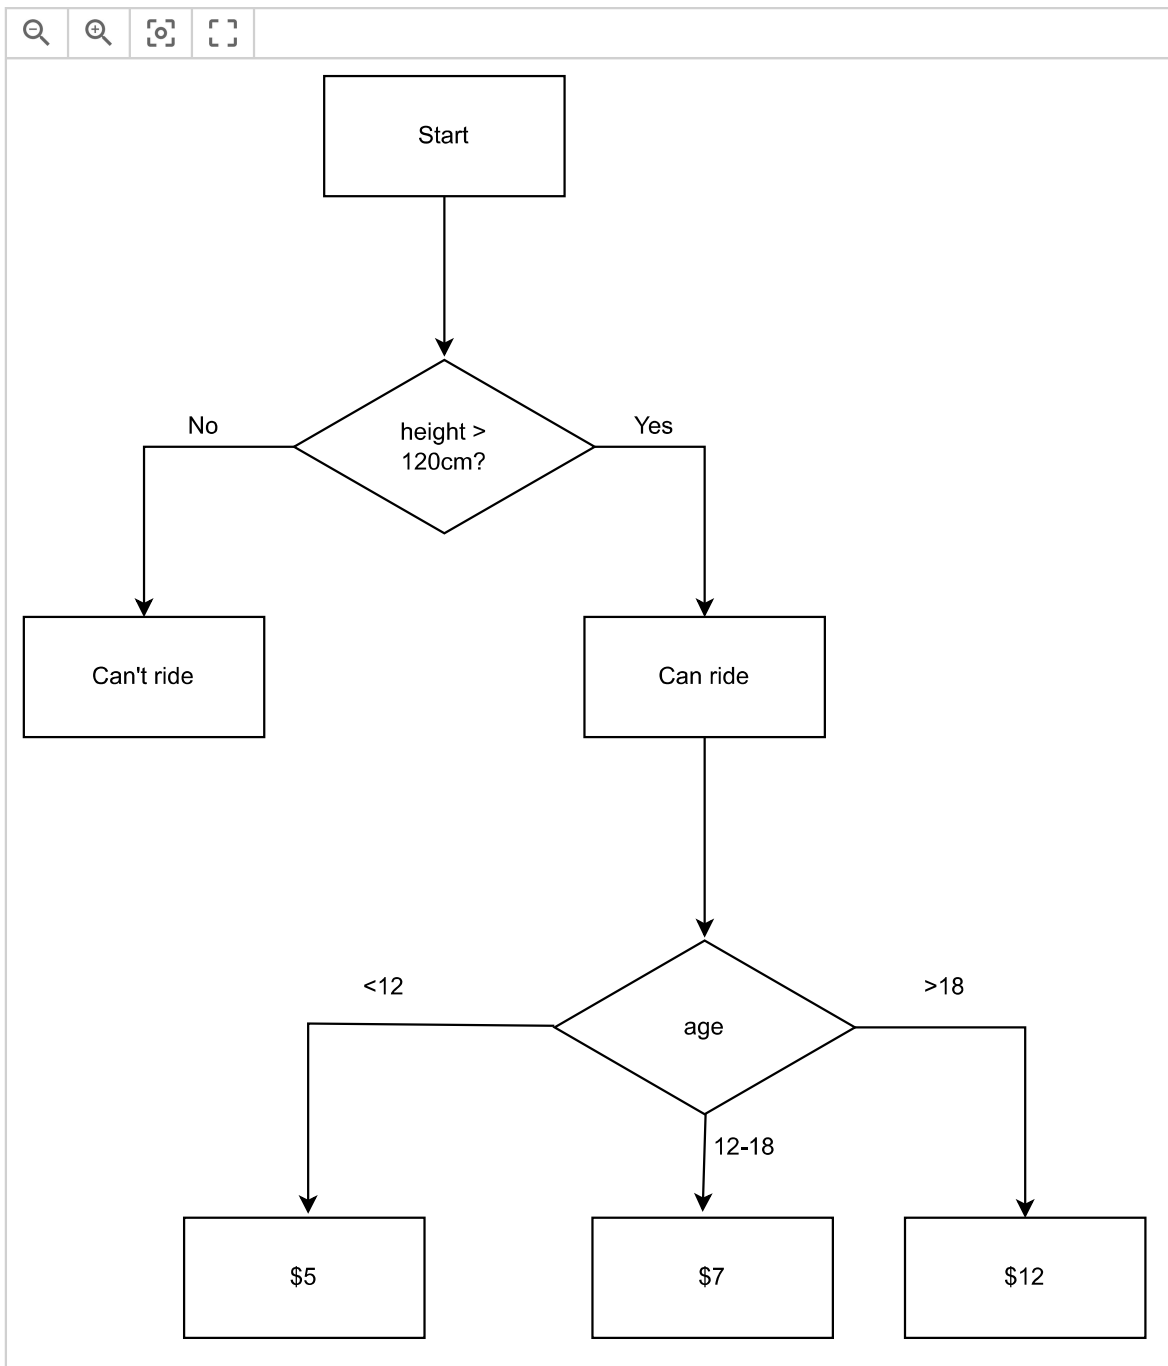 Start
No
height >
120cm?
Yes
Can't ride
Can ride
<12
age
>18
12-18
$5
$7
$12